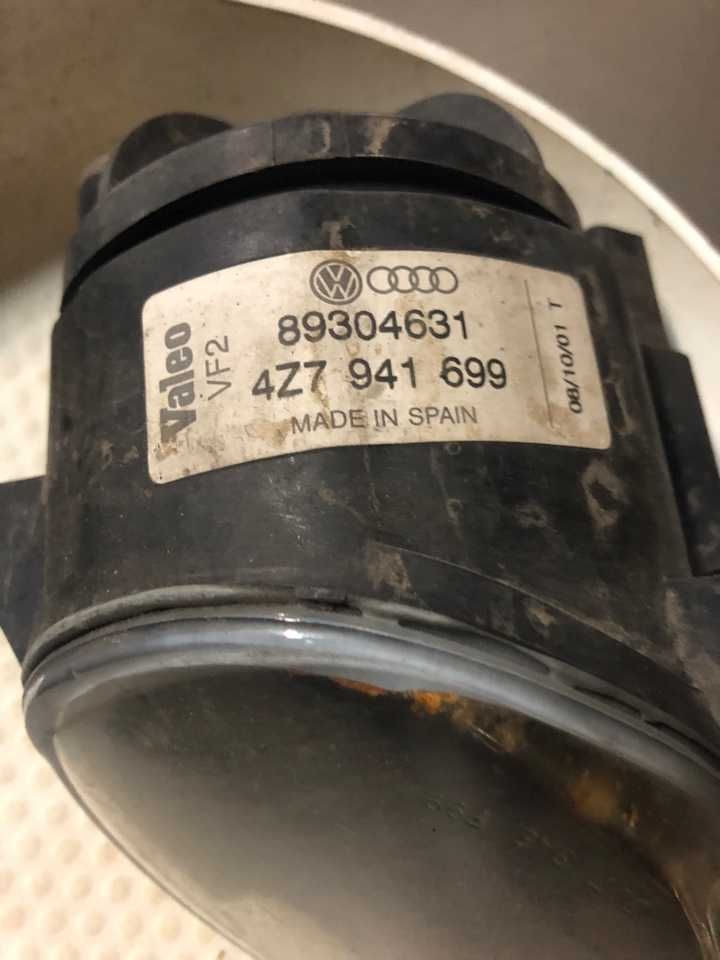 Valeo
VF2
89304631
4Z7 941 699
MADE IN SPAIN
08/10/01 T